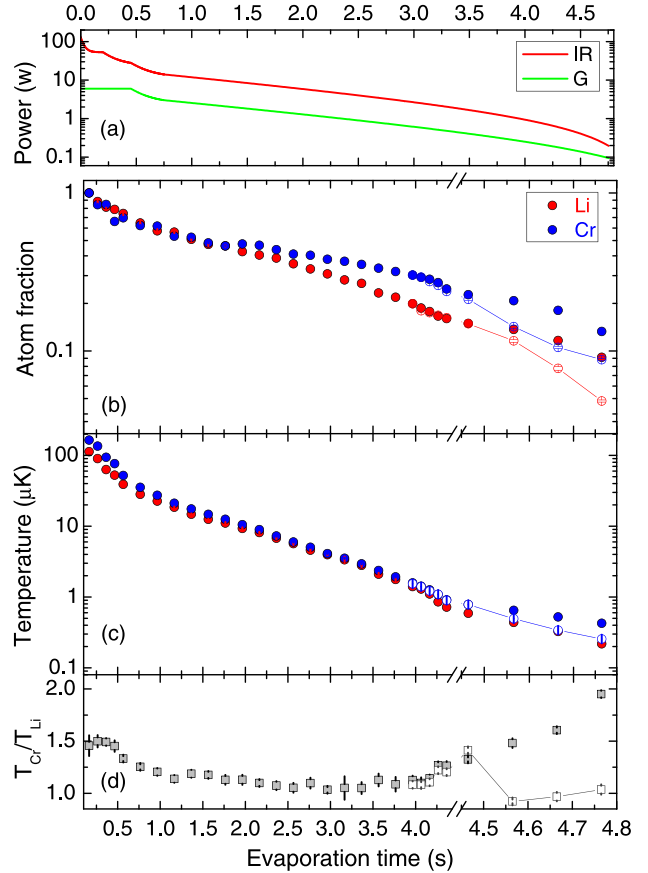 0.0 0.5 1.0 1.5 2.0 2.5 3.0 3.5 4.0 4.5
Power (w)
100
10
1
0.1
IR
G
(a)
Atom fraction
1
0.1
Li
Cr
(b)
Temperature (μK)
100
10
1
0.1
(c)
T_Cr/T_Li
2.0
1.5
1.0
(d)
0.5 1.0 1.5 2.0 2.5 3.0 3.5 4.0 4.5 4.6 4.7 4.8
Evaporation time (s)